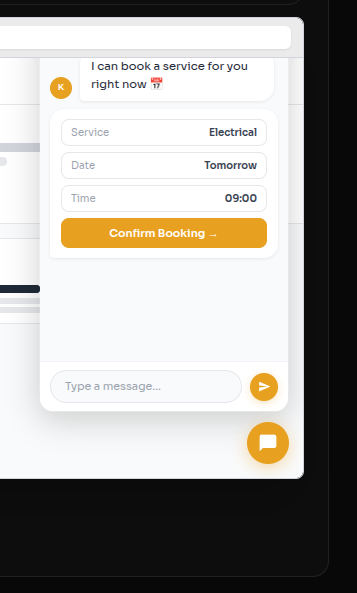 I can book a service for you
right now 📅
K
Service Electrical
Date Tomorrow
Time 09:00
Confirm Booking →
Type a message...